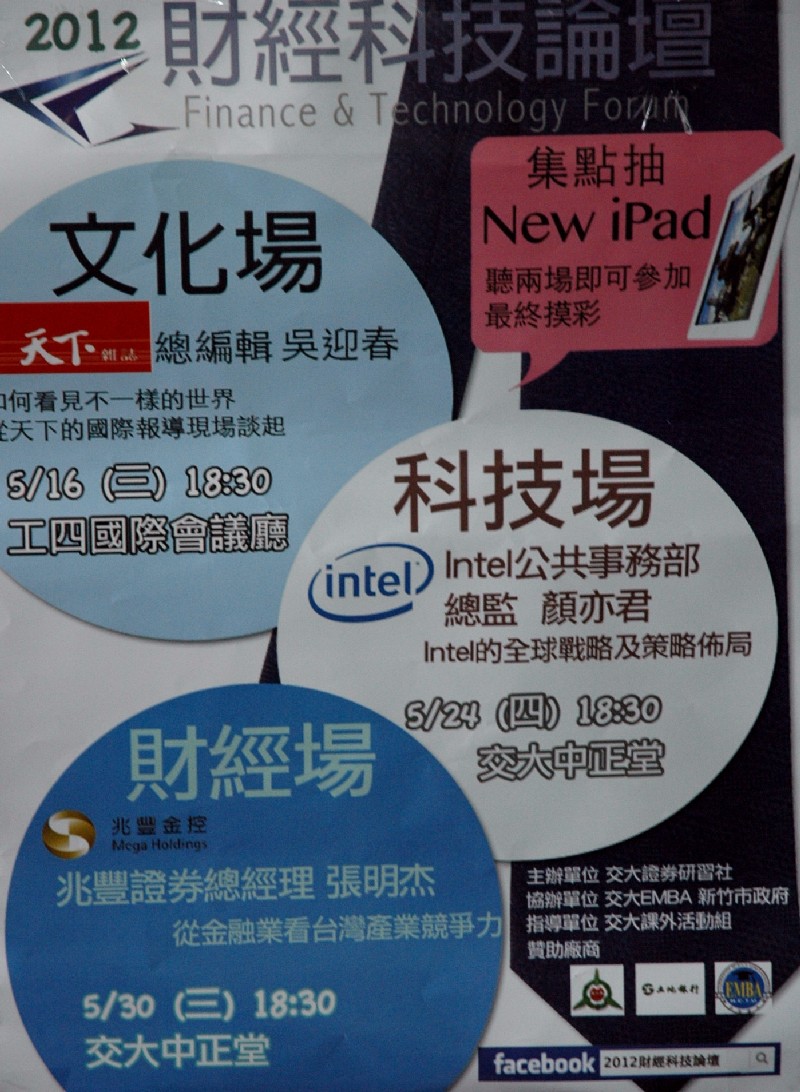 2012 財經科技論壇
Finance & Technology Forum
集點抽
New iPad
聽兩場即可參加
最終摸彩
文化場
天下雜誌 總編輯 吳迎春
如何看見不一樣的世界
從天下的國際報導現場談起
5/16 (三) 18:30
工四國際會議廳
科技場
intel Intel公共事務部
總監 顏亦君
Intel的全球戰略及策略佈局
5/24 (四) 18:30
交大中正堂
財經場
兆豐金控
Mega Holdings
兆豐證券總經理 張明杰
從金融業看台灣產業競爭力
5/30 (三) 18:30
交大中正堂
主辦單位 交大證券研習社
協辦單位 交大EMBA 新竹市政府
指導單位 交大課外活動組
贊助廠商
土地銀行
EMBA
facebook 2012財經科技論壇